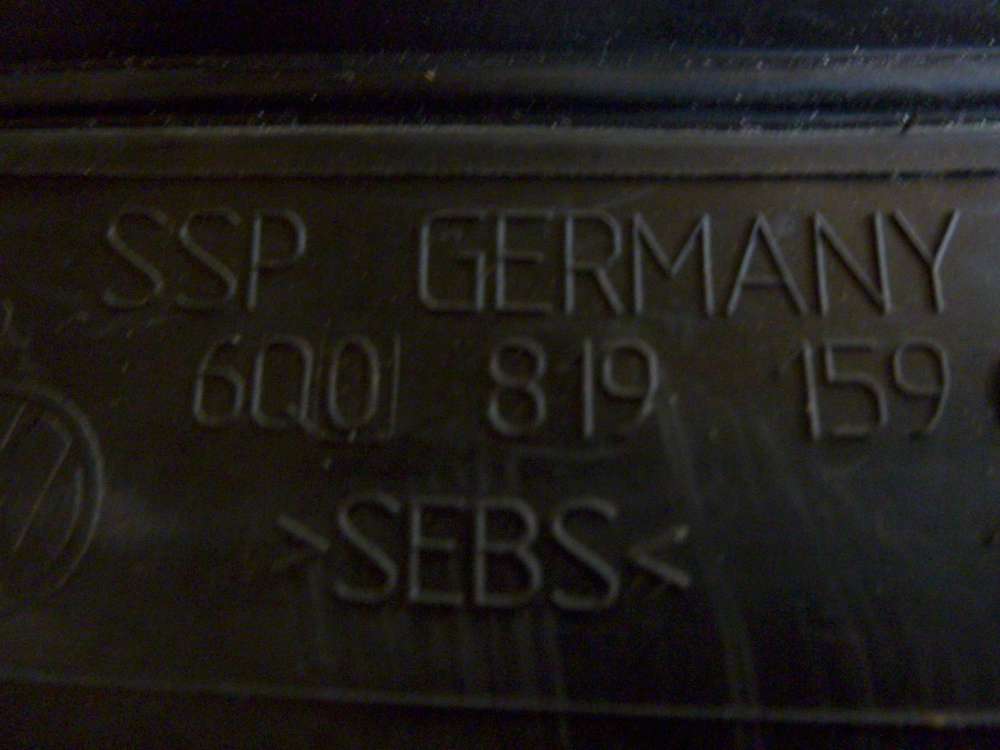 SSP GERMANY
6Q0 819 159
>SEBS<